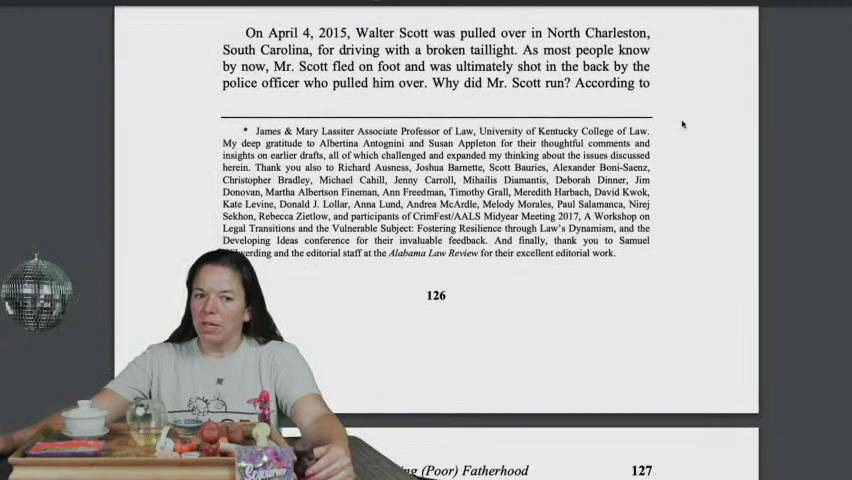 On April 4, 2015, Walter Scott was pulled over in North Charleston,
South Carolina, for driving with a broken taillight. As most people know
by now, Mr. Scott fled on foot and was ultimately shot in the back by the
police officer who pulled him over. Why did Mr. Scott run? According to
* James & Mary Lassiter Associate Professor of Law, University of Kentucky College of Law.
My deep gratitude to Albertina Antognini and Susan Appleton for their thoughtful comments and
insights on earlier drafts, all of which challenged and expanded my thinking about the issues discussed
herein. Thank you also to Richard Ausness, Joshua Barnette, Scott Bauries, Alexander Boni-Saenz,
Christopher Bradley, Michael Cahill, Jenny Carroll, Mihailis Diamantis, Deborah Dinner, Jim
Donovan, Martha Albertson Fineman, Ann Freedman, Timothy Grall, Meredith Harbach, David Kwok,
Kate Levine, Donald J. Lollar, Anna Lund, Andrea McArdle, Melody Morales, Paul Salamanca, Nirej
Sekhon, Rebecca Zietlow, and participants of CrimFest/AALS Midyear Meeting 2017, A Workshop on
Legal Transitions and the Vulnerable Subject: Fostering Resilience through Law's Dynamism, and the
Developing Ideas conference for their invaluable feedback. And finally, thank you to Samuel
and the editorial staff at the Alabama Law Review for their excellent editorial work.
126
(Poor) Fatherhood 127
Sojourner